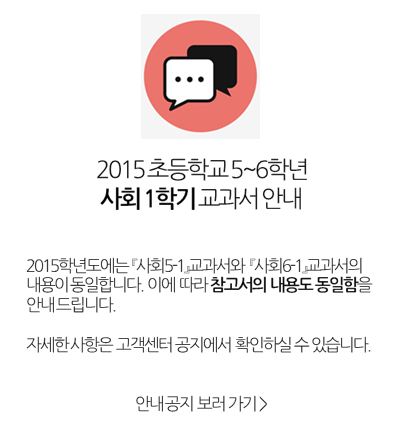 2015 초등학교 5~6학년
사회 1학기 교과서 안내
2015학년도에는 『사회5-1』교과서와 『사회6-1』교과서의
내용이 동일합니다. 이에 따라 참고서의 내용도 동일함을
안내 드립니다.
자세한 사항은 고객센터 공지에서 확인하실 수 있습니다.
안내 공지 보러 가기 >